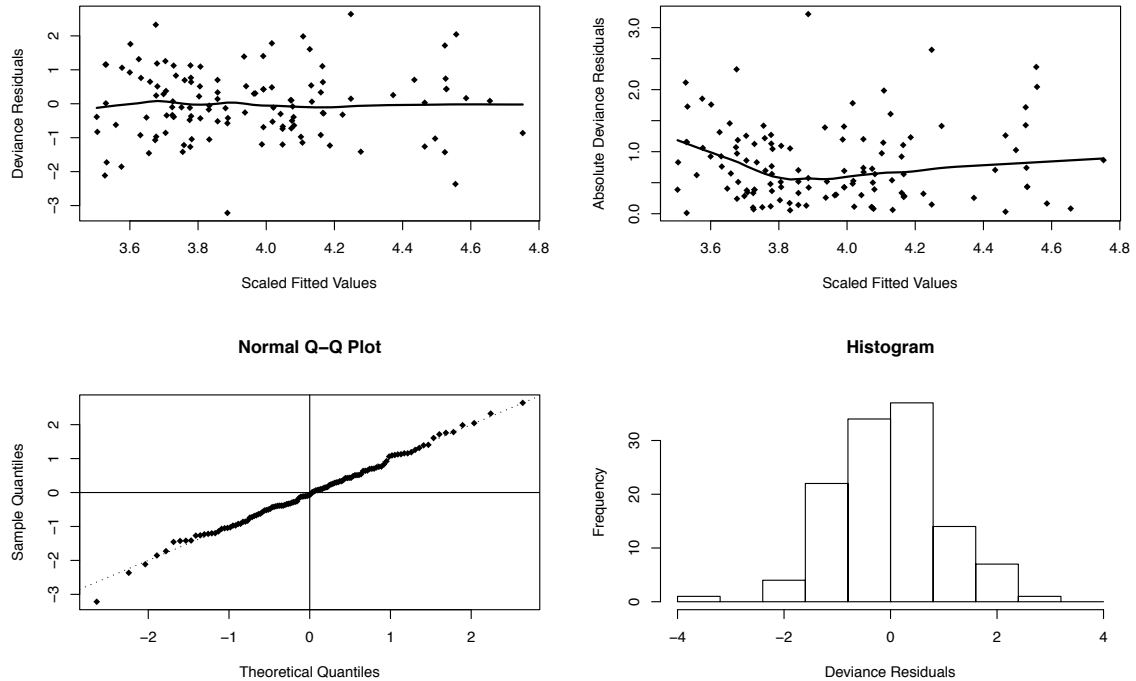 Deviance Residuals
2
1
0
−1
−2
−3
3.6 3.8 4.0 4.2 4.4 4.6 4.8
Scaled Fitted Values
Absolute Deviance Residuals
3.0
2.0
1.0
0.0
3.6 3.8 4.0 4.2 4.4 4.6 4.8
Scaled Fitted Values
Normal Q−Q Plot
Sample Quantiles
2
1
0
−1
−2
−3
−2 −1 0 1 2
Theoretical Quantiles
Histogram
Frequency
30
20
10
0
−4 −2 0 2 4
Deviance Residuals